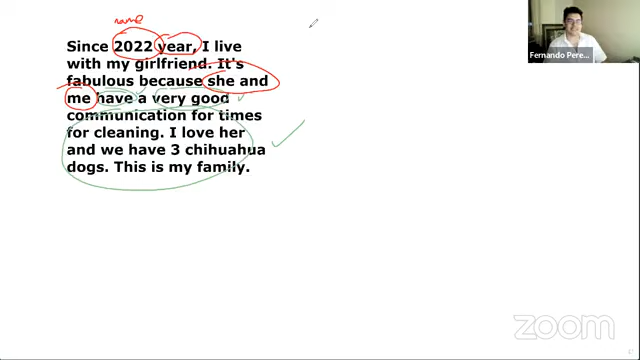 name
Since 2022 year, I live
with my girlfriend. It's
fabulous because she and
me have a very good
communication for times
for cleaning. I love her
and we have 3 chihuahua
dogs. This is my family.
Fernando Pere...
zoom